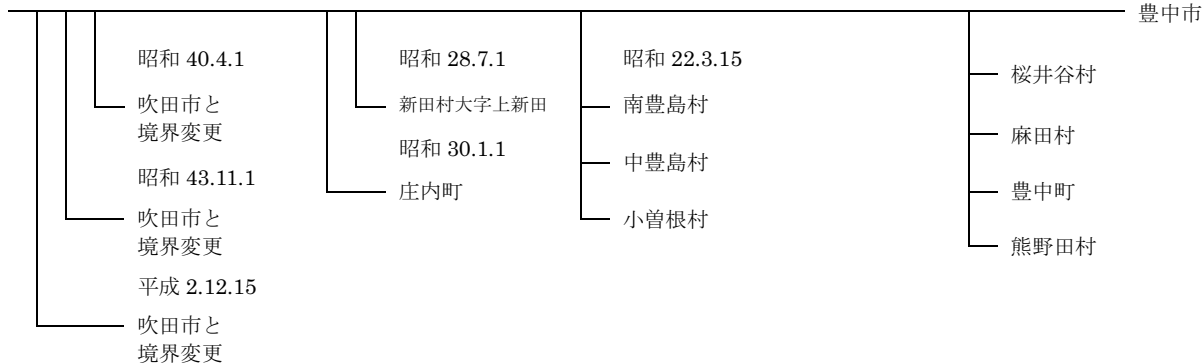 豊中市
昭和 40.4.1
吹田市と
境界変更
昭和 43.11.1
吹田市と
境界変更
平成 2.12.15
吹田市と
境界変更
昭和 28.7.1
新田村大字上新田
昭和 30.1.1
庄内町
昭和 22.3.15
南豊島村
中豊島村
小曽根村
桜井谷村
麻田村
豊中町
熊野田村